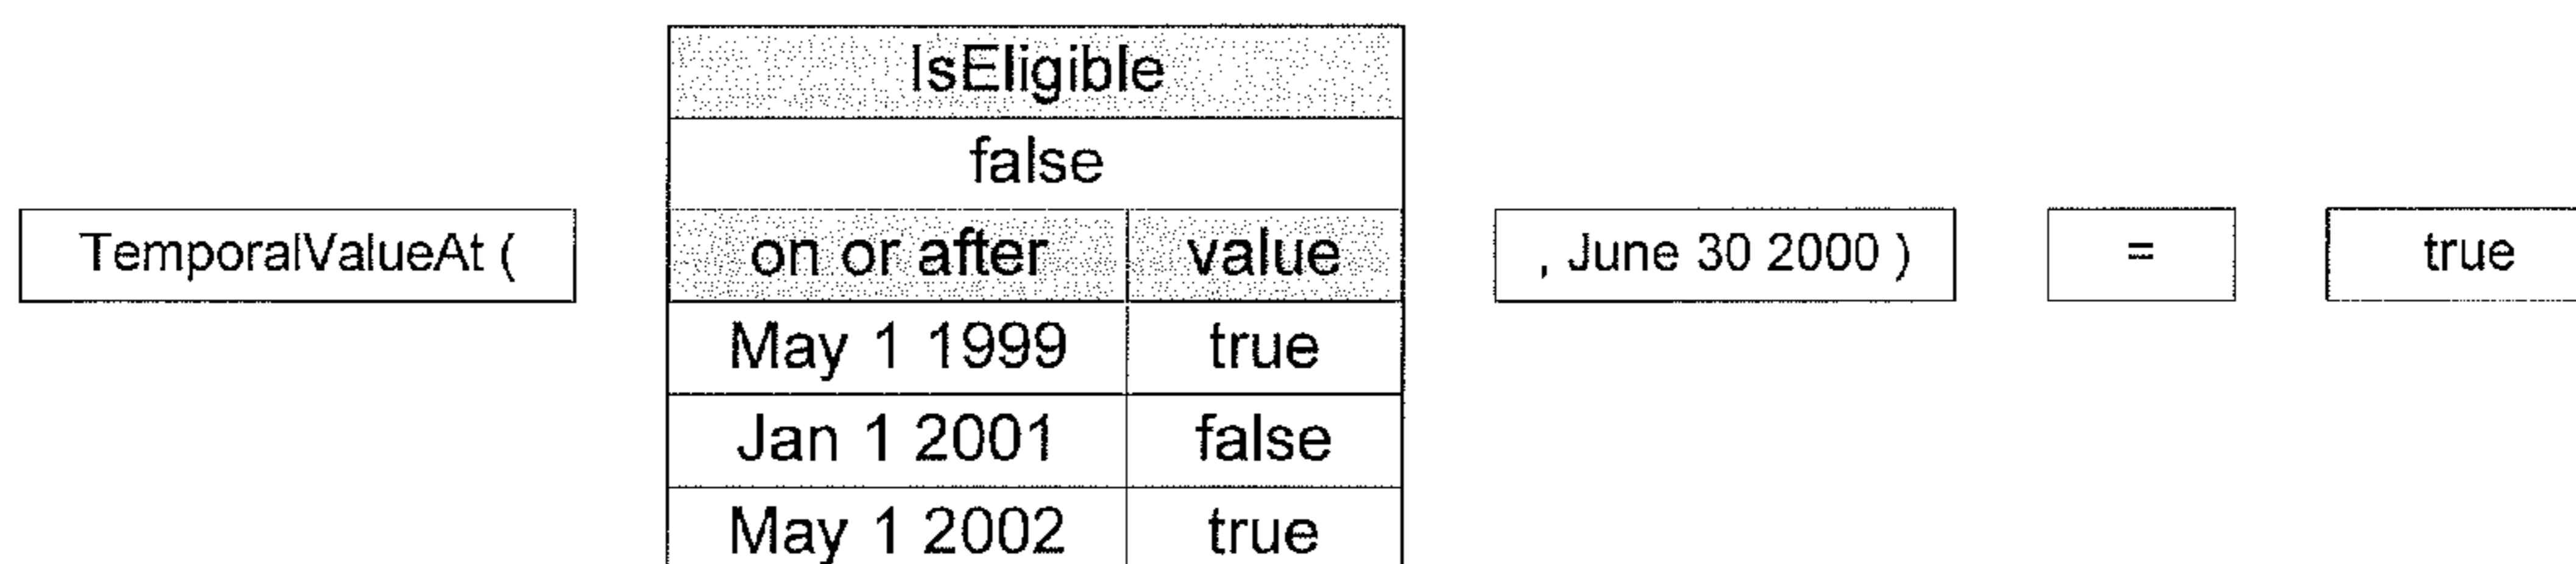 IsEligible
false
TemporalValueAt ( on or after value , June 30 2000 ) = true
May 1 1999 true
Jan 1 2001 false
May 1 2002 true